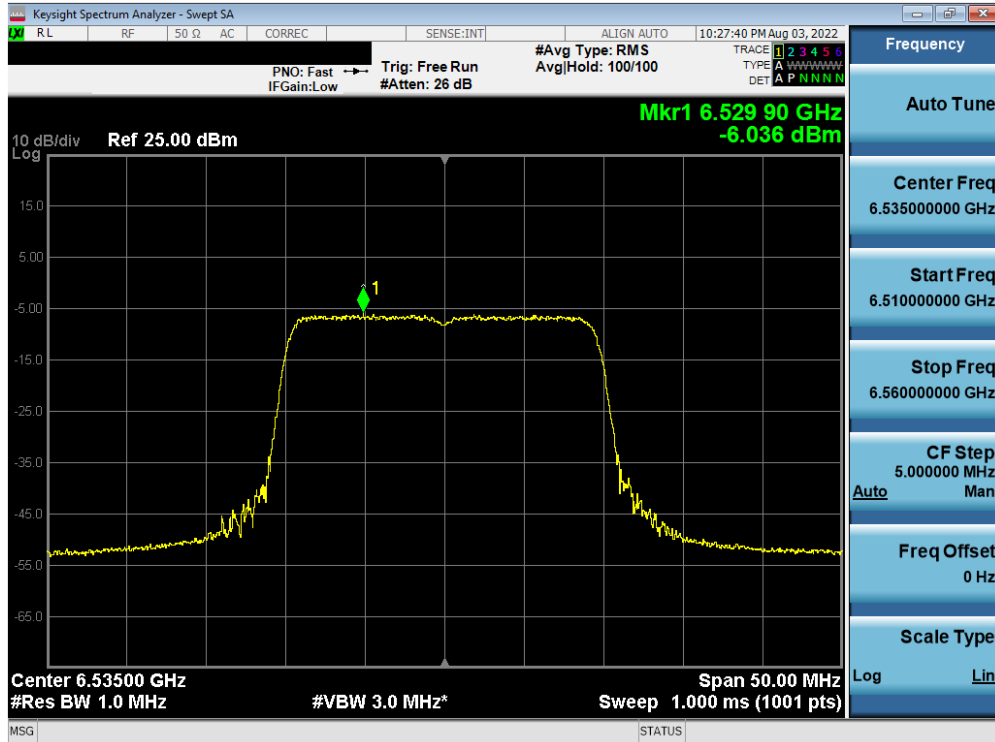 Keysight Spectrum Analyzer - Swept SA
LXI RL RF 50 Ω AC CORREC SENSE:INT ALIGN AUTO 10:27:40 PM Aug 03, 2022
#Avg Type: RMS
Avg|Hold: 100/100
TRACE 1 2 3 4 5 6
TYPE A WWWWW
DET A P N N N N
PNO: Fast
IFGain:Low
Trig: Free Run
#Atten: 26 dB
Mkr1 6.529 90 GHz
-6.036 dBm
10 dB/div
Log
Ref 25.00 dBm
15.0
5.00
-5.00
-15.0
-25.0
-35.0
-45.0
-55.0
-65.0
1
Center 6.53500 GHz
#Res BW 1.0 MHz
#VBW 3.0 MHz*
Span 50.00 MHz
Sweep 1.000 ms (1001 pts)
MSG
STATUS
Frequency
Auto Tune
Center Freq
6.535000000 GHz
Start Freq
6.510000000 GHz
Stop Freq
6.560000000 GHz
CF Step
5.000000 MHz
Auto Man
Freq Offset
0 Hz
Scale Type
Log Lin